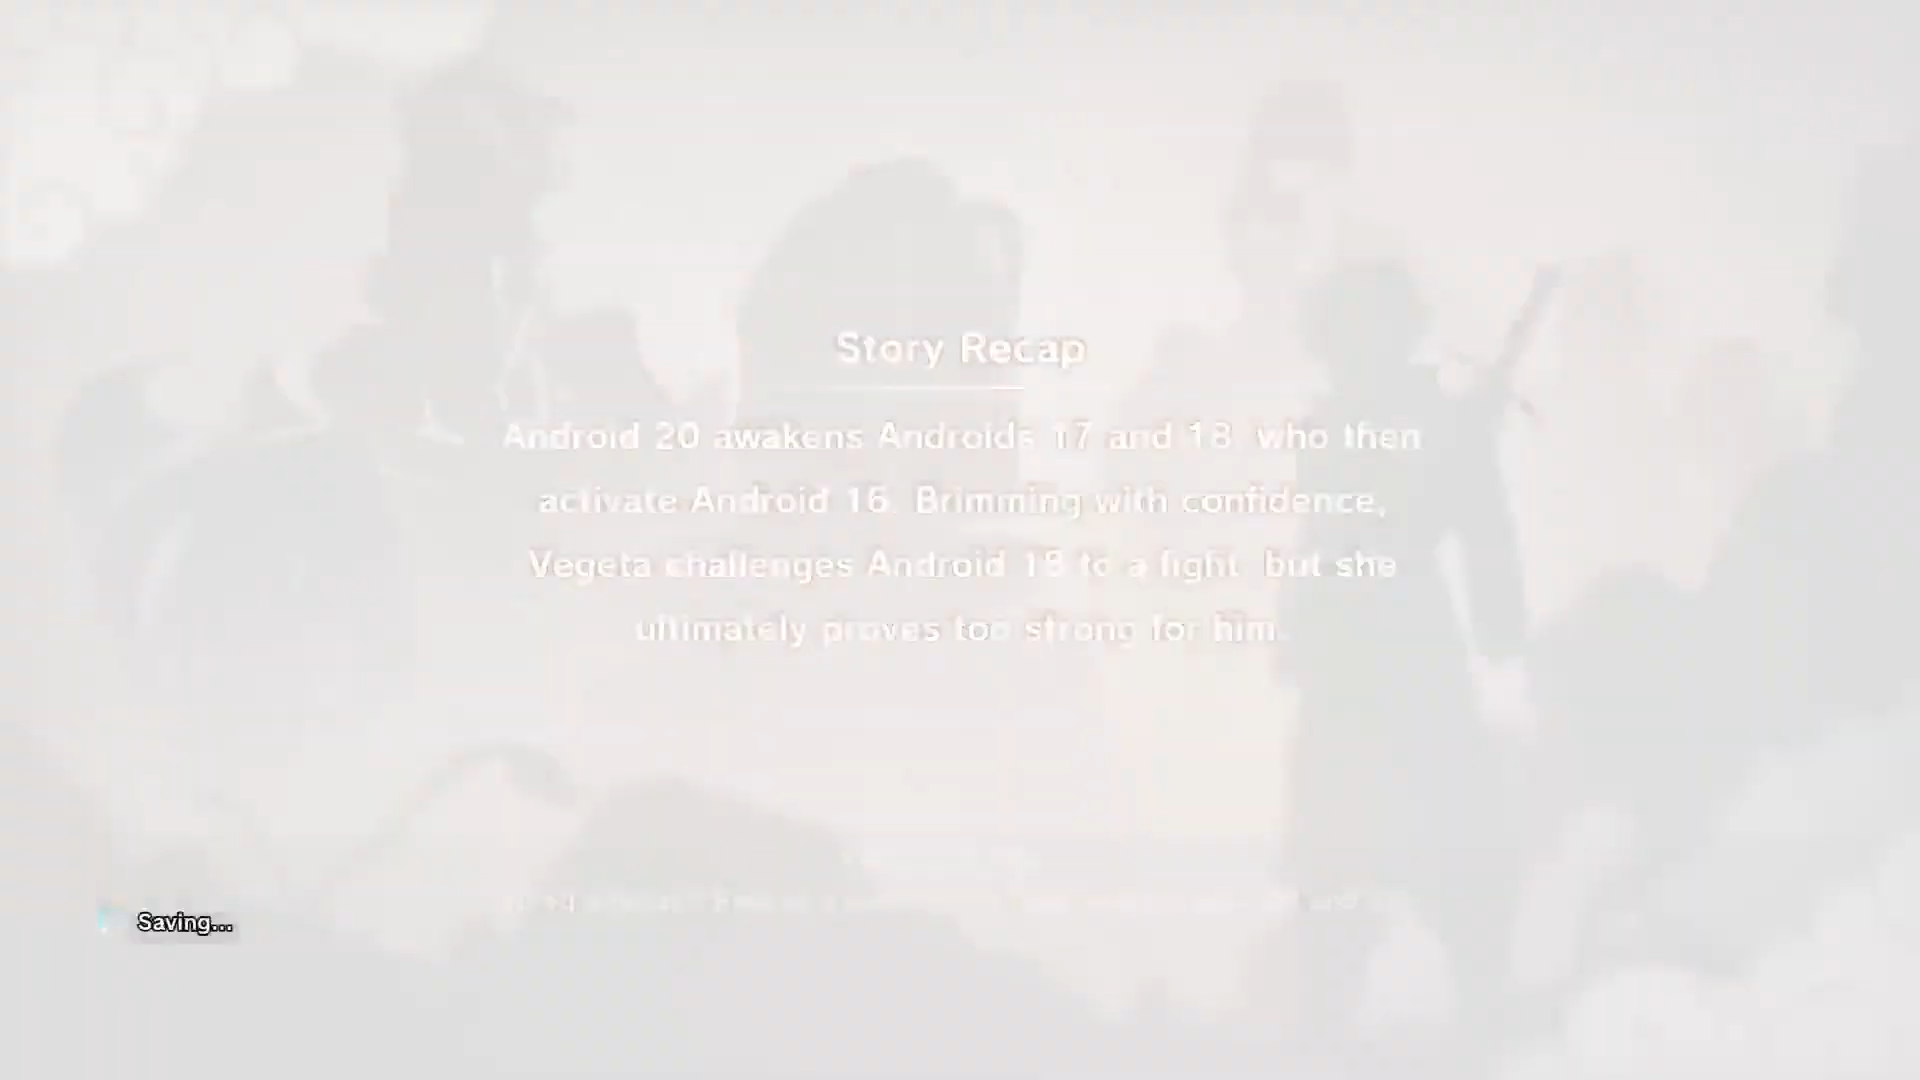 Story Recap
Android 20 awakens Androids 17 and 18, who then
activate Android 16. Brimming with confidence,
Vegeta challenges Android 18 to a fight, but she
ultimately proves too strong for him.
Saving...